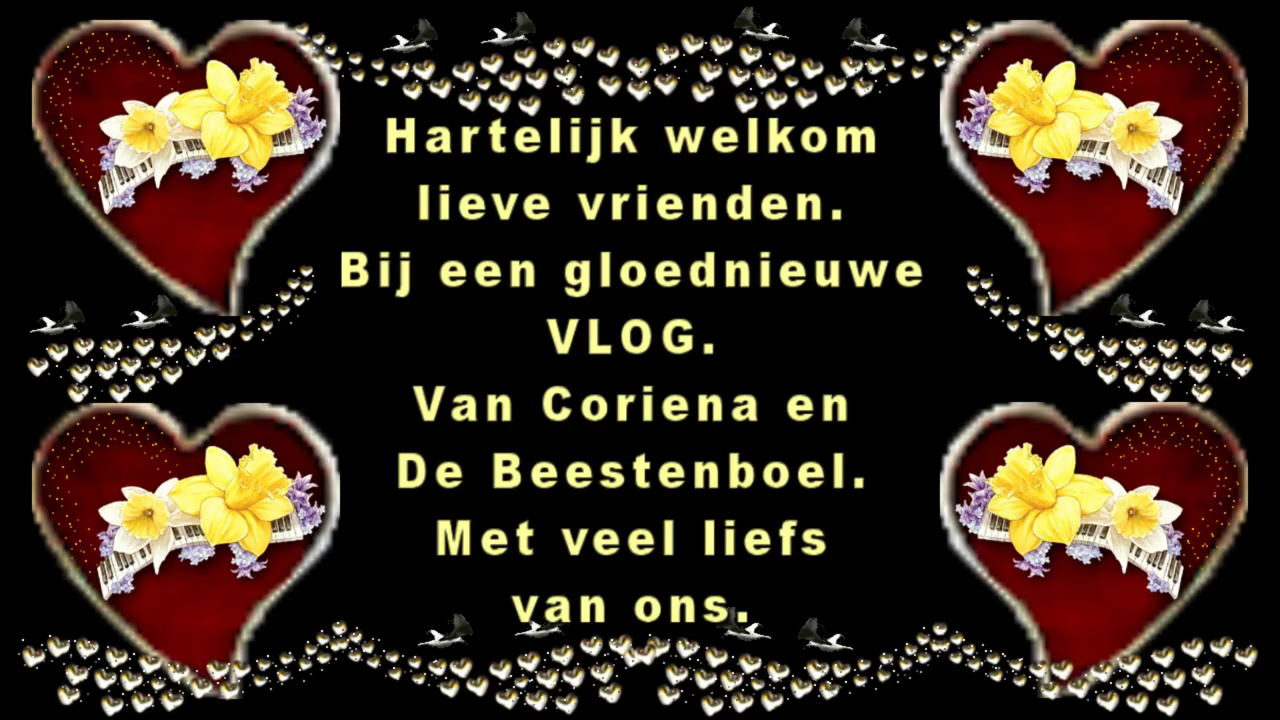 Hartelijk welkom
lieve vrienden.
Bij een gloednieuwe
VLOG.
Van Coriena en
De Beestenboel.
Met veel liefs
van ons.